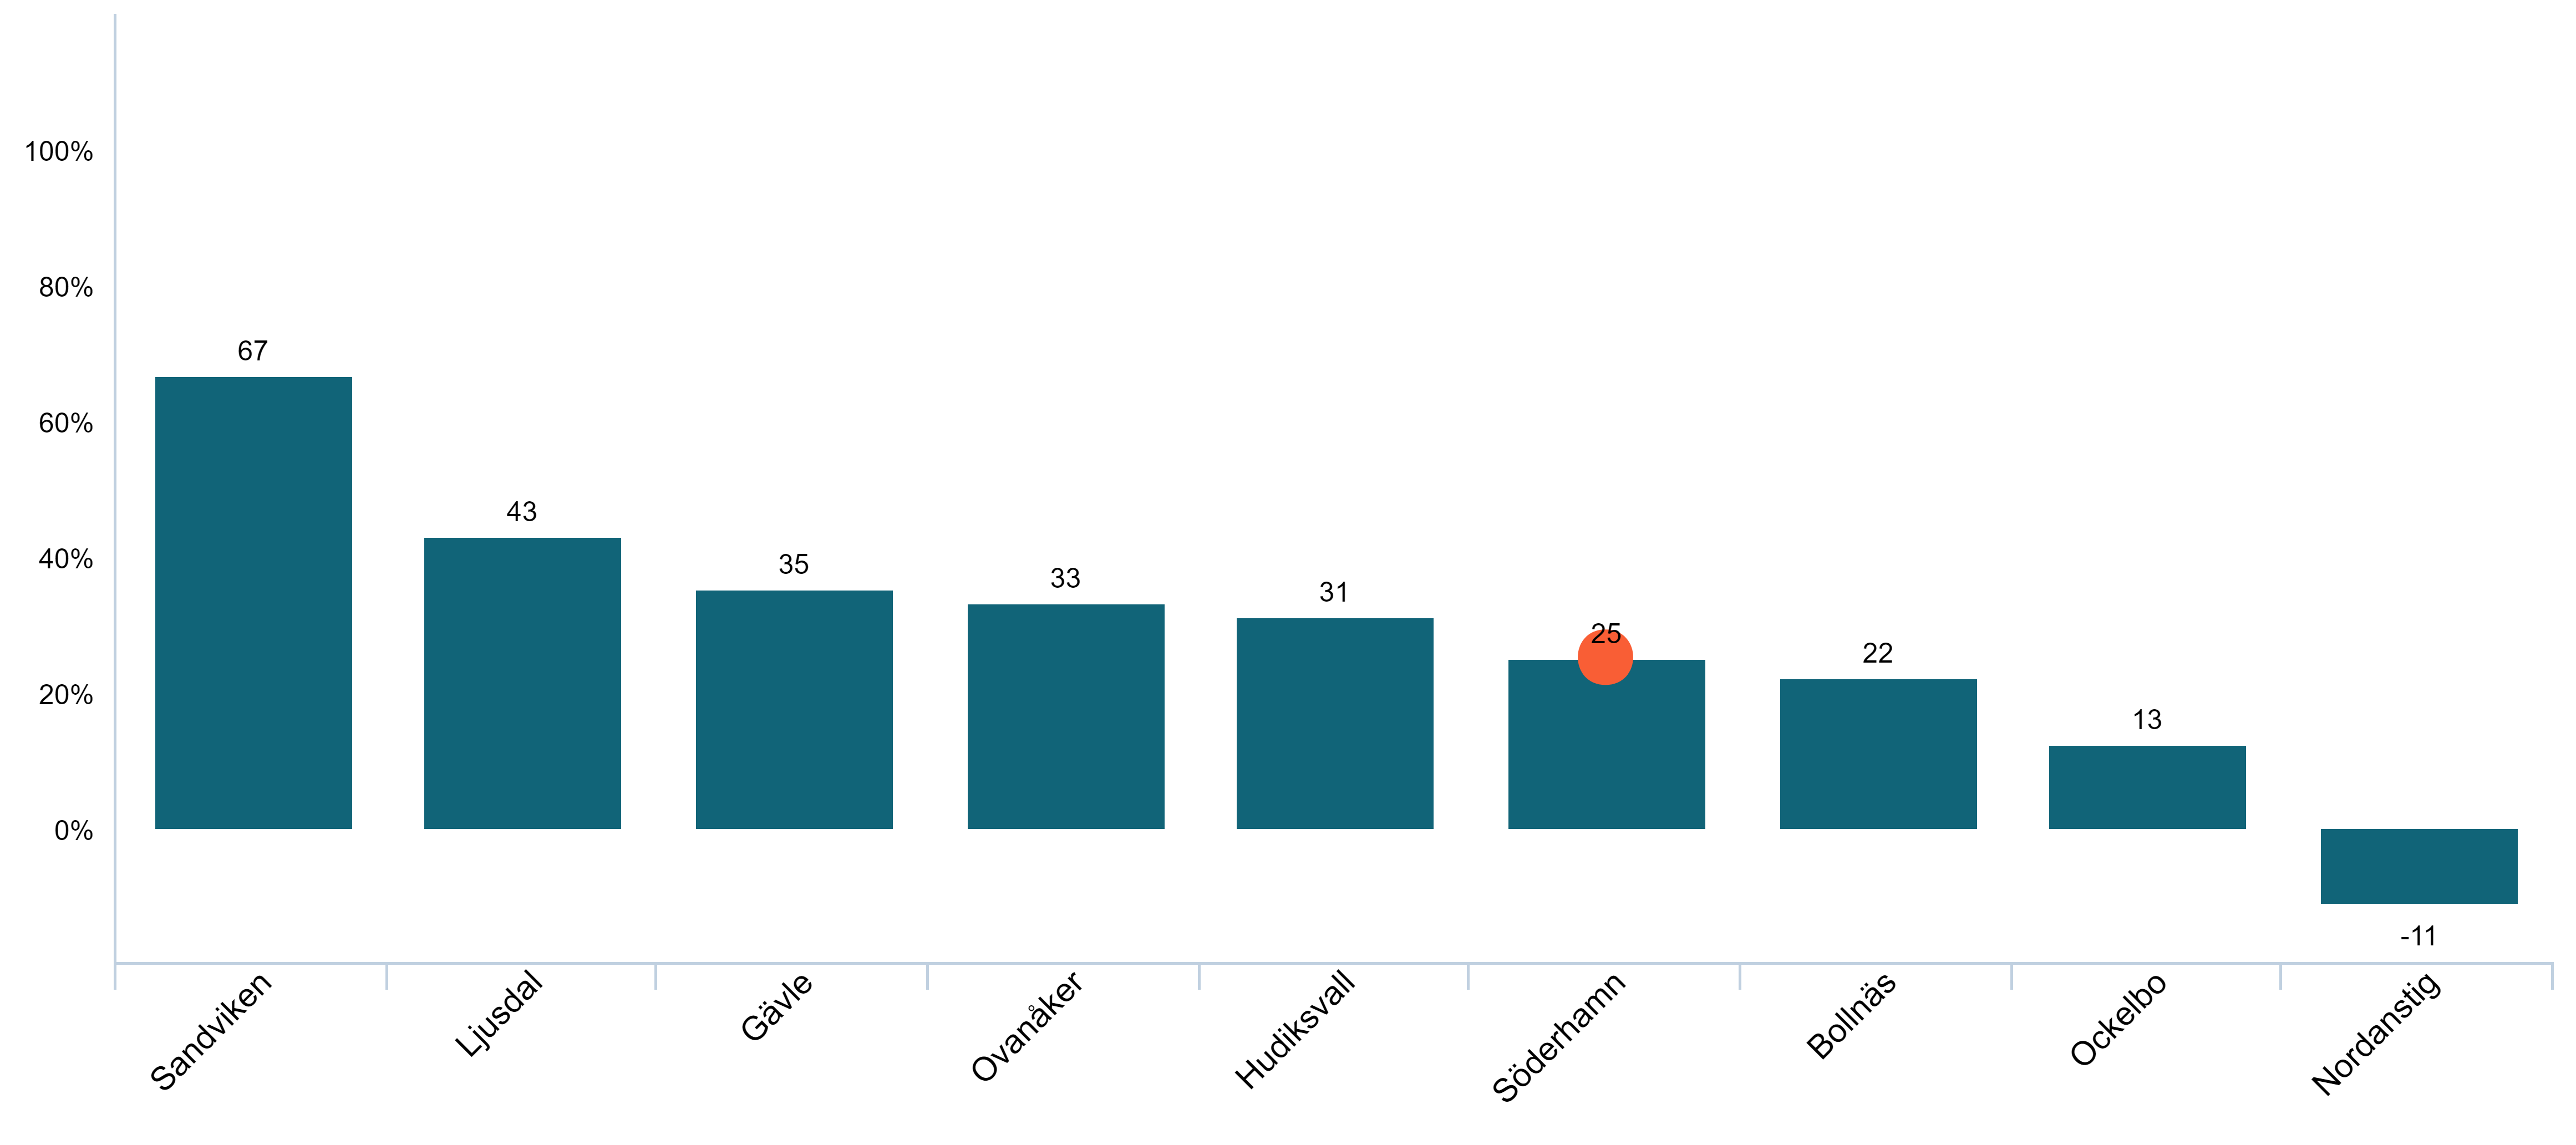 100%
80%
60%
40%
20%
0%
67
43
35
33
31
25
22
13
-11
Sandviken
Ljusdal
Gävle
Ovanåker
Hudiksvall
Söderhamn
Bollnäs
Ockelbo
Nordanstig